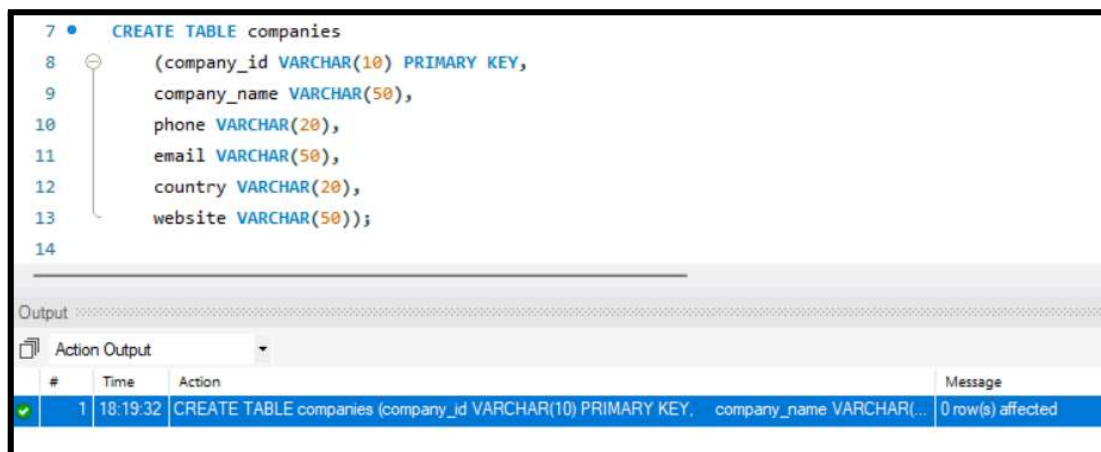 7 CREATE TABLE companies
8 (company_id VARCHAR(10) PRIMARY KEY,
9 company_name VARCHAR(50),
10 phone VARCHAR(20),
11 email VARCHAR(50),
12 country VARCHAR(20),
13 website VARCHAR(50));
14
Output
Action Output
# Time Action Message
1 18:19:32 CREATE TABLE companies (company_id VARCHAR(10) PRIMARY KEY, company_name VARCHAR(... 0 row(s) affected